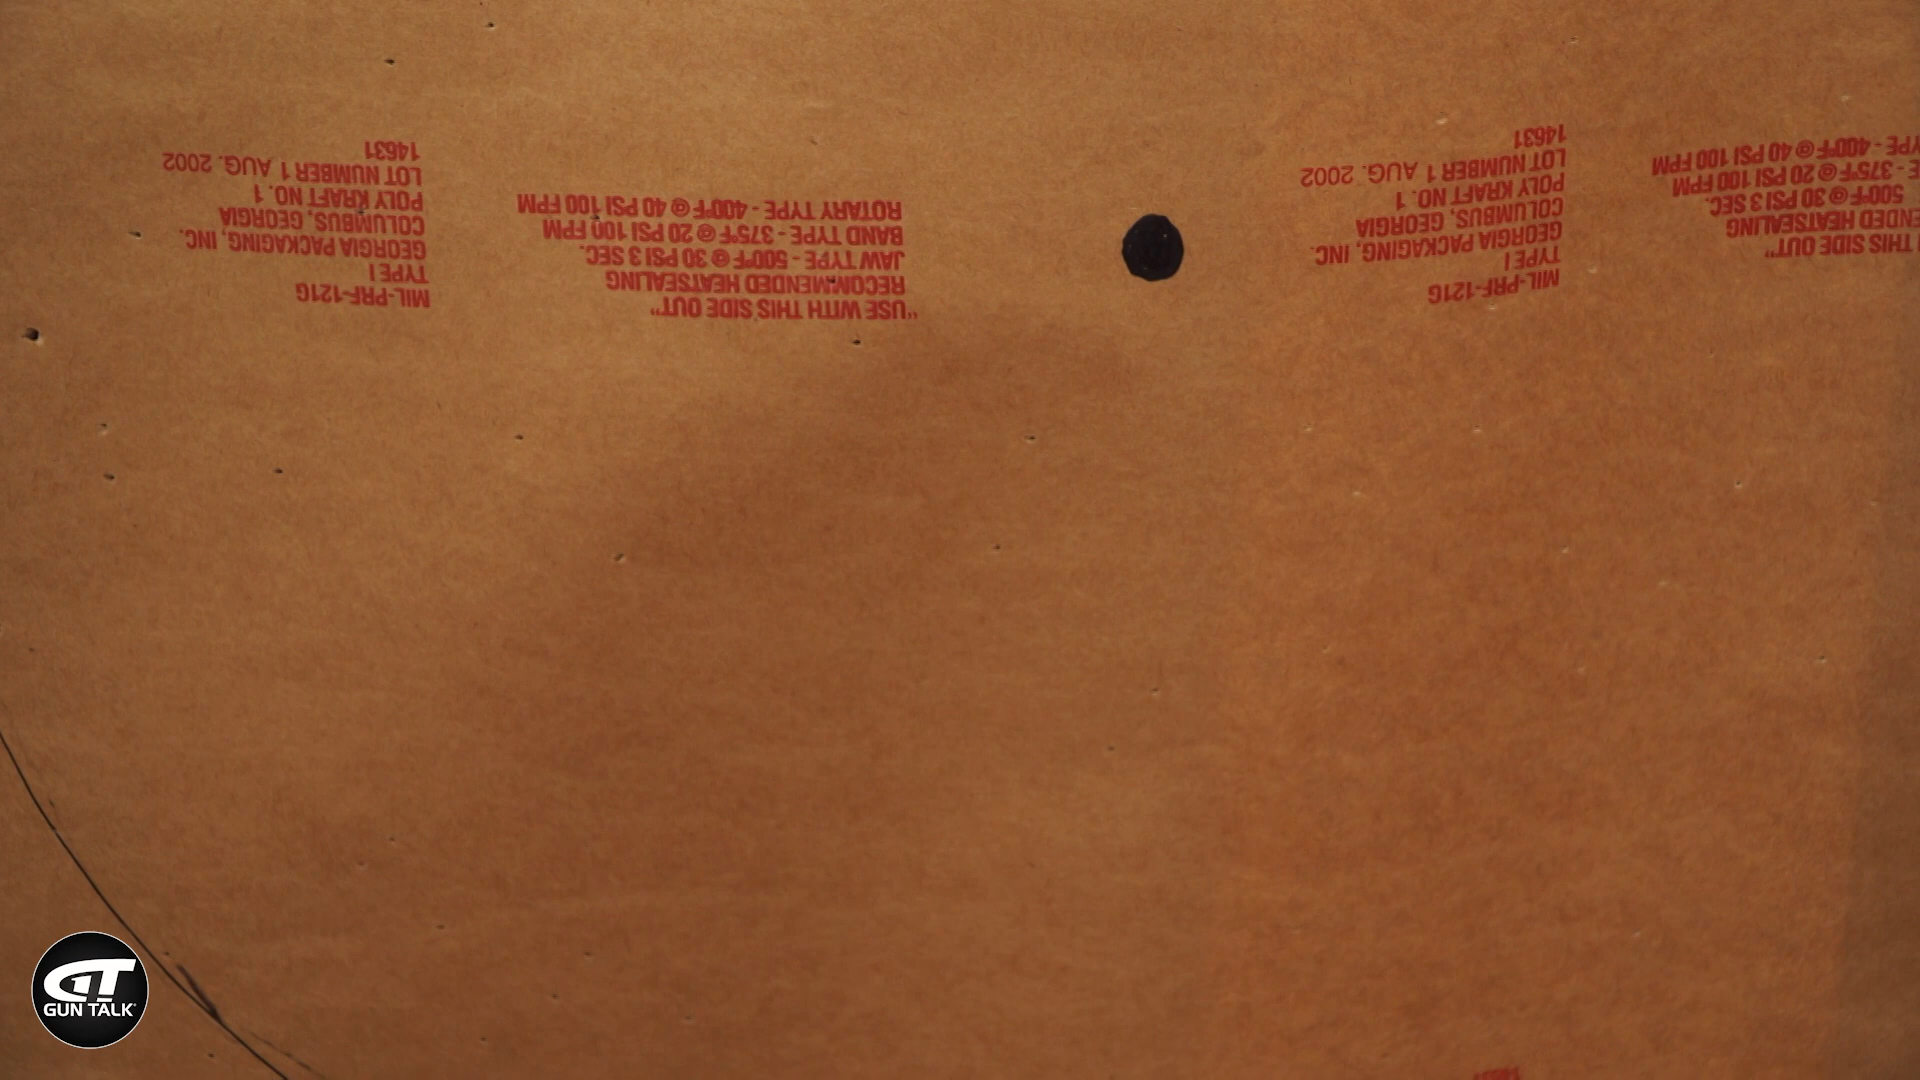 MIL-PRF-121G
TYPE I
GEORGIA PACKAGING, INC.
COLUMBUS, GEORGIA
POLY KRAFT NO. 1
LOT NUMBER 1 AUG. 2002
14631
"USE WITH THIS SIDE OUT"
RECOMMENDED HEATSEALING
JAW TYPE - 500°F @ 30 PSI 3 SEC.
BAND TYPE - 375°F @ 20 PSI 100 FPM
ROTARY TYPE - 400°F @ 40 PSI 100 FPM
MIL-PRF-121G
TYPE I
GEORGIA PACKAGING, INC.
COLUMBUS, GEORGIA
POLY KRAFT NO. 1
LOT NUMBER 1 AUG. 2002
14631
THIS SIDE OUT"
HEATSEALING
500°F @ 30 PSI 3 SEC.
- 375°F @ 20 PSI 100 FPM
- 400°F @ 40 PSI 100 FPM
GT
GUN TALK